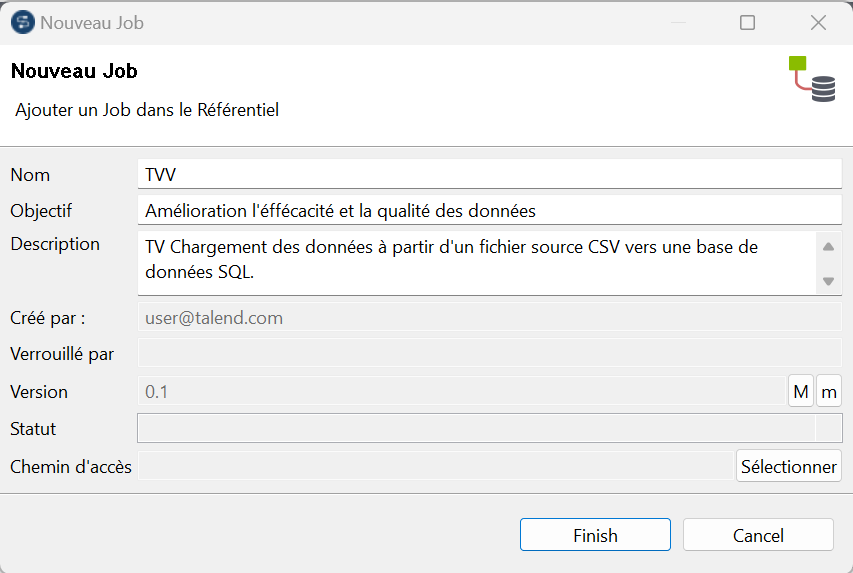 Nouveau Job
Nouveau Job
Ajouter un Job dans le Référentiel
Nom TVV
Objectif Amélioration l'éffécacité et la qualité des données
Description TV Chargement des données à partir d'un fichier source CSV vers une base de
données SQL.
Créé par : user@talend.com
Verrouillé par
Version 0.1 M m
Statut
Chemin d'accès Sélectionner
Finish Cancel